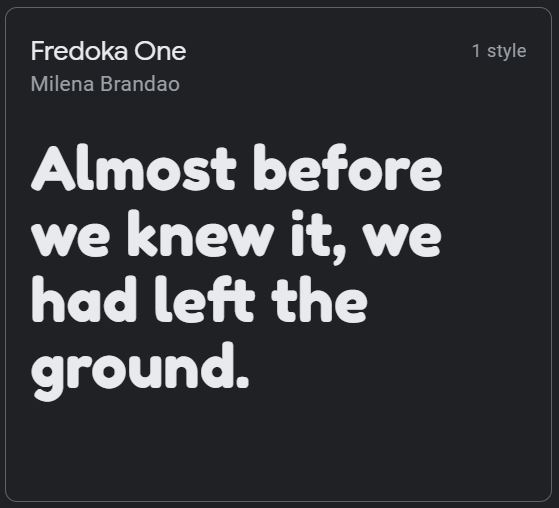 Fredoka One
1 style
Milena Brandao
Almost before
we knew it, we
had left the
ground.